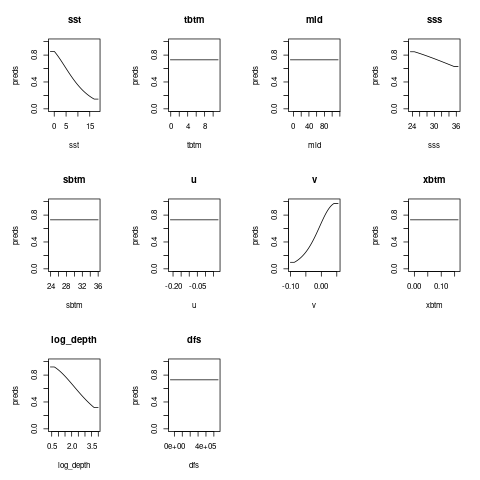 sst
tbtm
mld
sss
preds
0.0 0.4 0.8
0 5 15
sst
preds
0.0 0.4 0.8
0 4 8
tbtm
preds
0.0 0.4 0.8
0 40 80
mld
preds
0.0 0.4 0.8
24 30 36
sss
sbtm
u
v
xbtm
preds
0.0 0.4 0.8
24 28 32 36
sbtm
preds
0.0 0.4 0.8
-0.20 -0.05
u
preds
0.0 0.4 0.8
-0.10 0.00
v
preds
0.0 0.4 0.8
0.00 0.10
xbtm
log_depth
dfs
preds
0.0 0.4 0.8
0.5 2.0 3.5
log_depth
preds
0.0 0.4 0.8
0e+00 4e+05
dfs